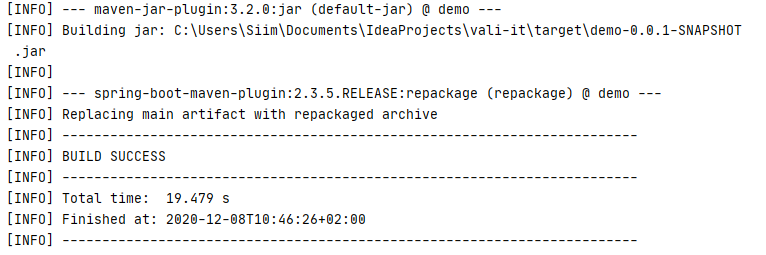 [INFO] --- maven-jar-plugin:3.2.0:jar (default-jar) @ demo ---
[INFO] Building jar: C:\Users\Siim\Documents\IdeaProjects\vali-it\target\demo-0.0.1-SNAPSHOT
.jar
[INFO]
[INFO] --- spring-boot-maven-plugin:2.3.5.RELEASE:repackage (repackage) @ demo ---
[INFO] Replacing main artifact with repackaged archive
[INFO] ------------------------------------------------------------------------
[INFO] BUILD SUCCESS
[INFO] ------------------------------------------------------------------------
[INFO] Total time:  19.479 s
[INFO] Finished at: 2020-12-08T10:46:26+02:00
[INFO] ------------------------------------------------------------------------